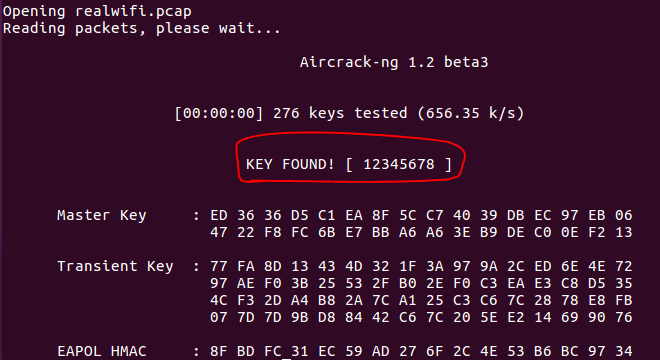 Opening realwifi.pcap
Reading packets, please wait...
Aircrack-ng 1.2 beta3
[00:00:00] 276 keys tested (656.35 k/s)
KEY FOUND! [ 12345678 ]
Master Key     : ED 36 36 D5 C1 EA 8F 5C C7 40 39 DB EC 97 EB 06
47 22 F8 FC 6B E7 BB A6 A6 3E B9 DE C0 0E F2 13
Transient Key  : 77 FA 8D 13 43 4D 32 1F 3A 97 9A 2C ED 6E 4E 72
97 AE F0 3B 25 53 2F B0 2E F0 C3 EA E3 C8 D5 35
4C F3 2D A4 B8 2A 7C A1 25 C3 C6 7C 28 78 E8 FB
07 7D 7D 9B D8 84 42 C6 7C 20 5E E2 14 69 90 76
EAPOL HMAC     : 8F BD FC 31 EC 59 AD 27 6F 2C 4E 53 B6 BC 97 34